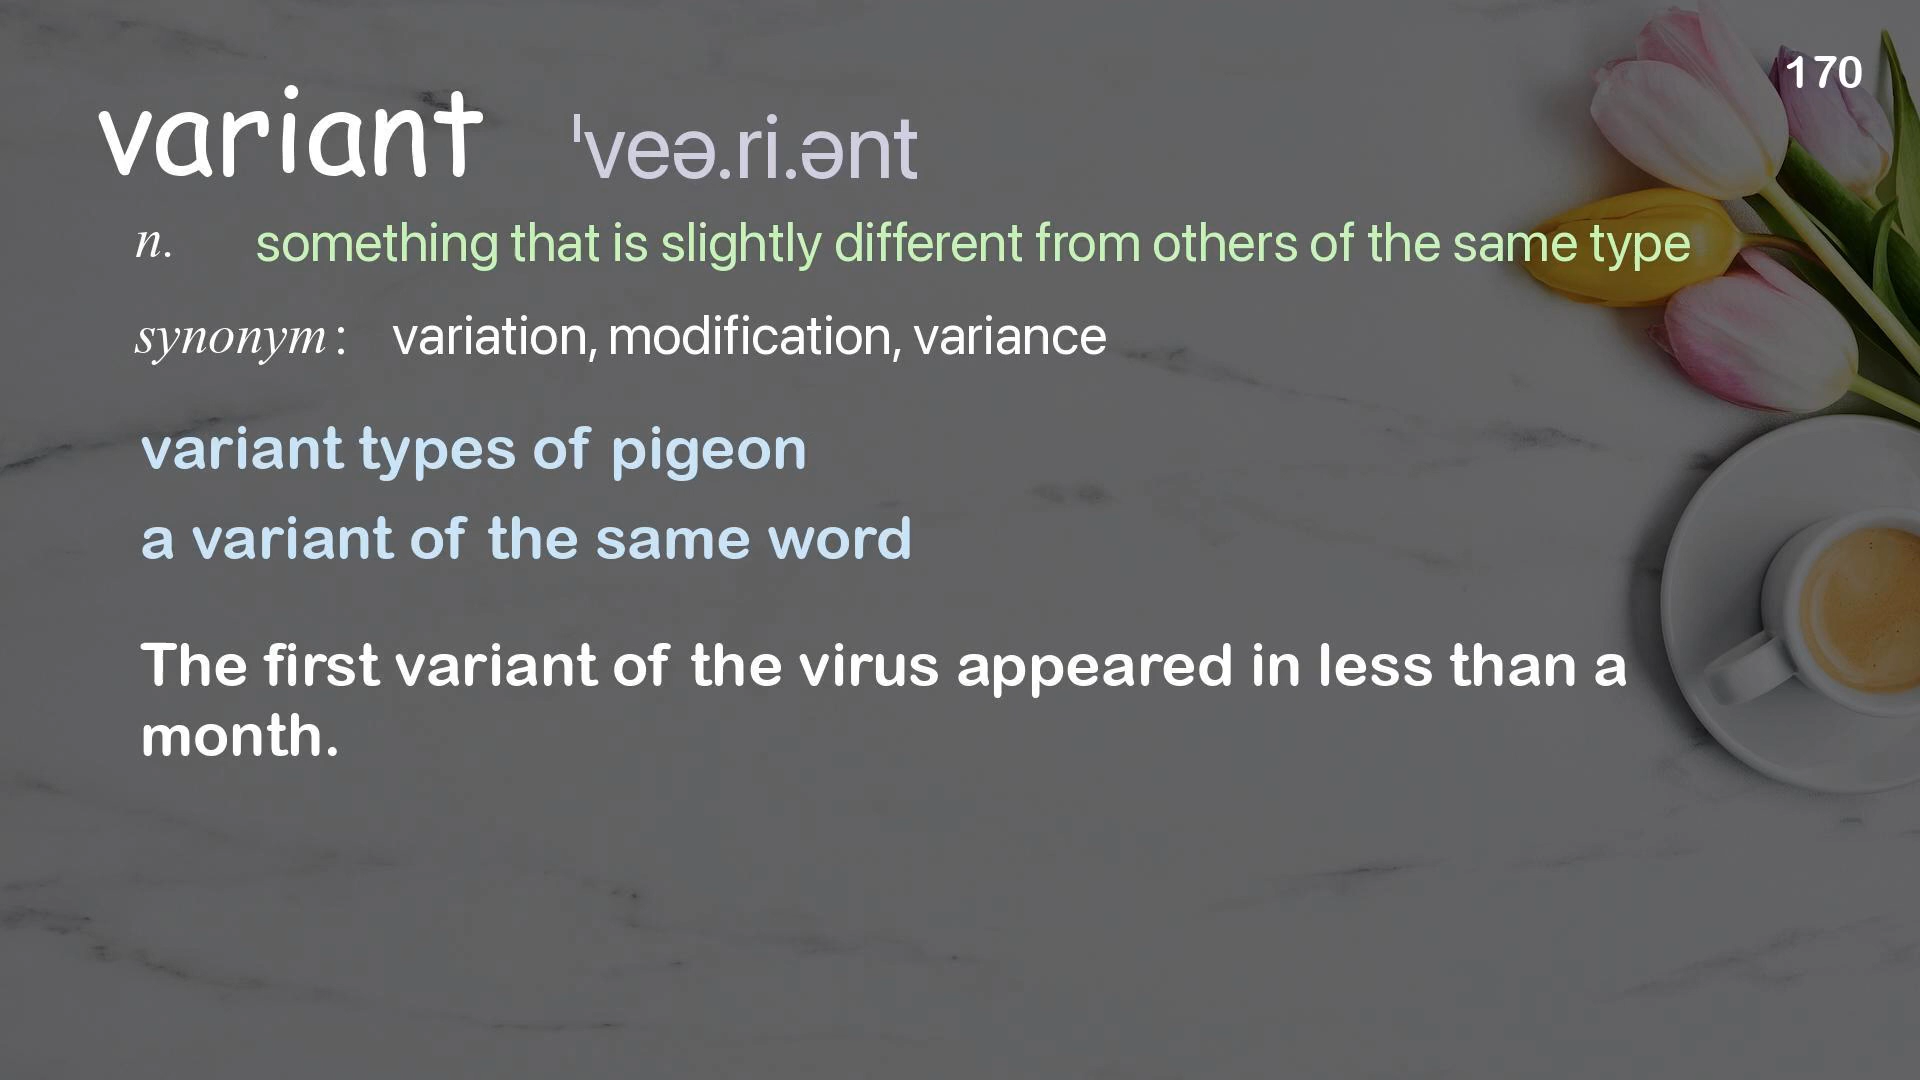 170
variant ˈveə.ri.ənt
n. something that is slightly different from others of the same type
synonym: variation, modification, variance
variant types of pigeon
a variant of the same word
The first variant of the virus appeared in less than a
month.